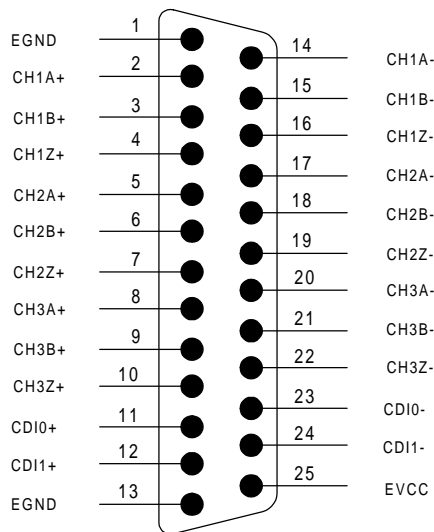 EGND 1
CH1A+ 2
CH1B+ 3
CH1Z+ 4
CH2A+ 5
CH2B+ 6
CH2Z+ 7
CH3A+ 8
CH3B+ 9
CH3Z+ 10
CDI0+ 11
CDI1+ 12
EGND 13
14 CH1A-
15 CH1B-
16 CH1Z-
17 CH2A-
18 CH2B-
19 CH2Z-
20 CH3A-
21 CH3B-
22 CH3Z-
23 CDI0-
24 CDI1-
25 EVCC